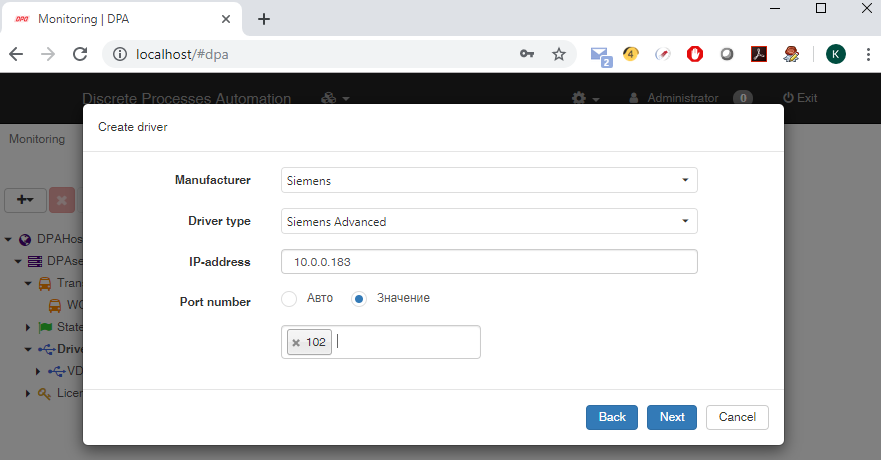 DPA Monitoring | DPA
localhost/#dpa
2
4
K
Discrete Processes Automation
Administrator 0 Exit
Monitoring
Create driver
Manufacturer Siemens
Driver type Siemens Advanced
IP-address 10.0.0.183
Port number Авто Значение
× 102
Back Next Cancel
DPAHos
DPAse
Tran
WC
State
Drive
VD
Licer